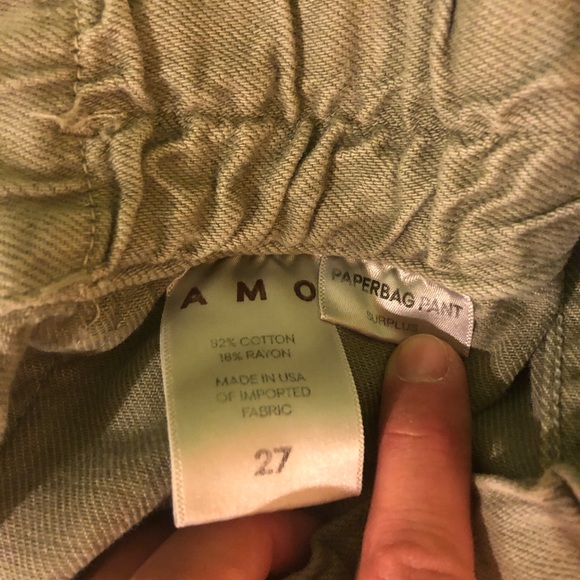 AMO
PAPERBAG PANT
SURPLUS
82% COTTON
18% RAYON
MADE IN USA
OF IMPORTED
FABRIC
27